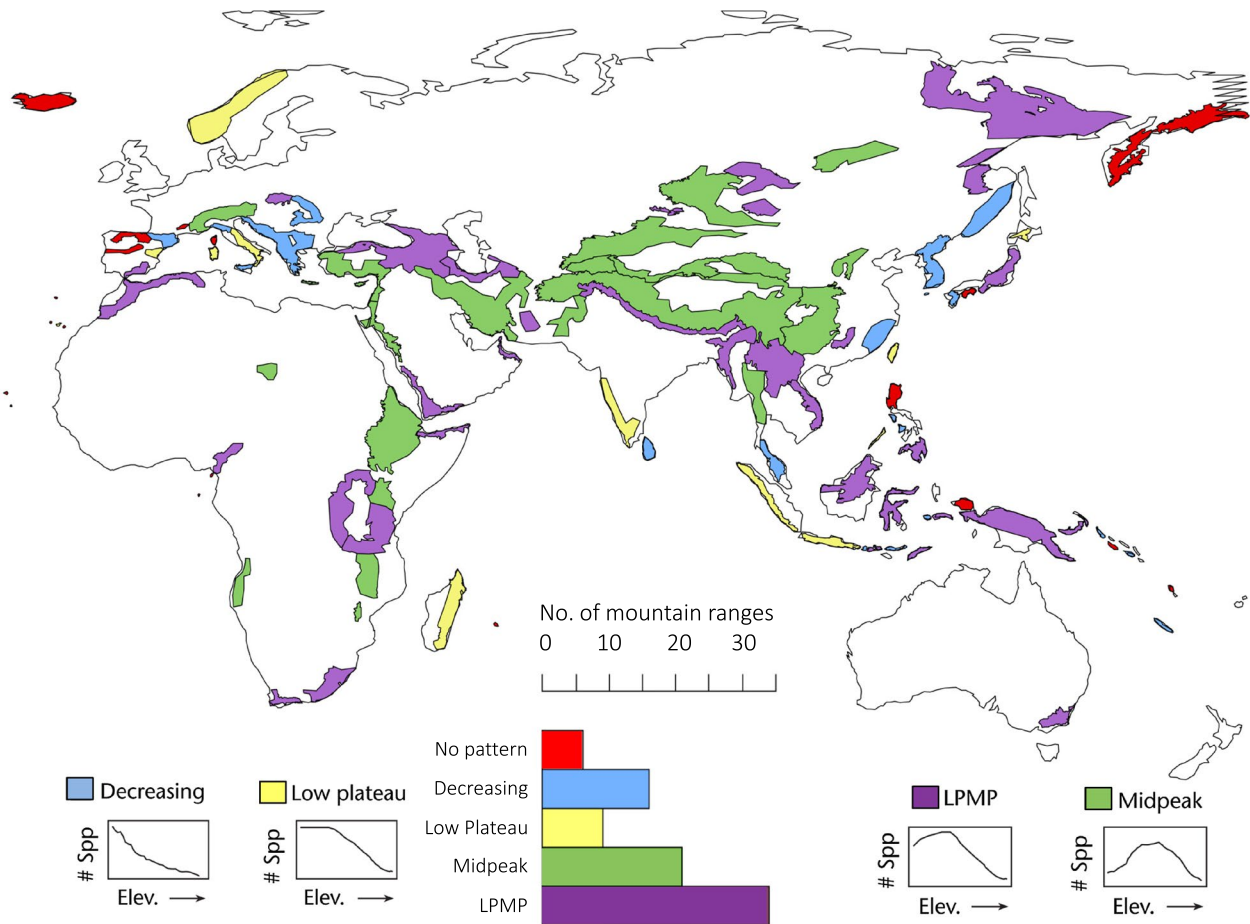 No. of mountain ranges
0 10 20 30
No pattern
Decreasing
Low Plateau
Midpeak
LPMP
Decreasing
# Spp
Elev.
Low plateau
# Spp
Elev.
LPMP
# Spp
Elev.
Midpeak
# Spp
Elev.